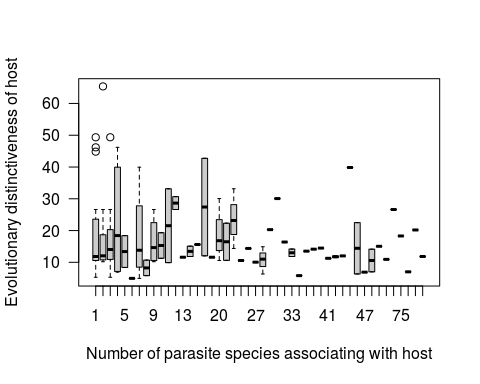 Evolutionary distinctiveness of host
60
50
40
30
20
10
1 5 9 13 20 27 33 41 47 75
Number of parasite species associating with host